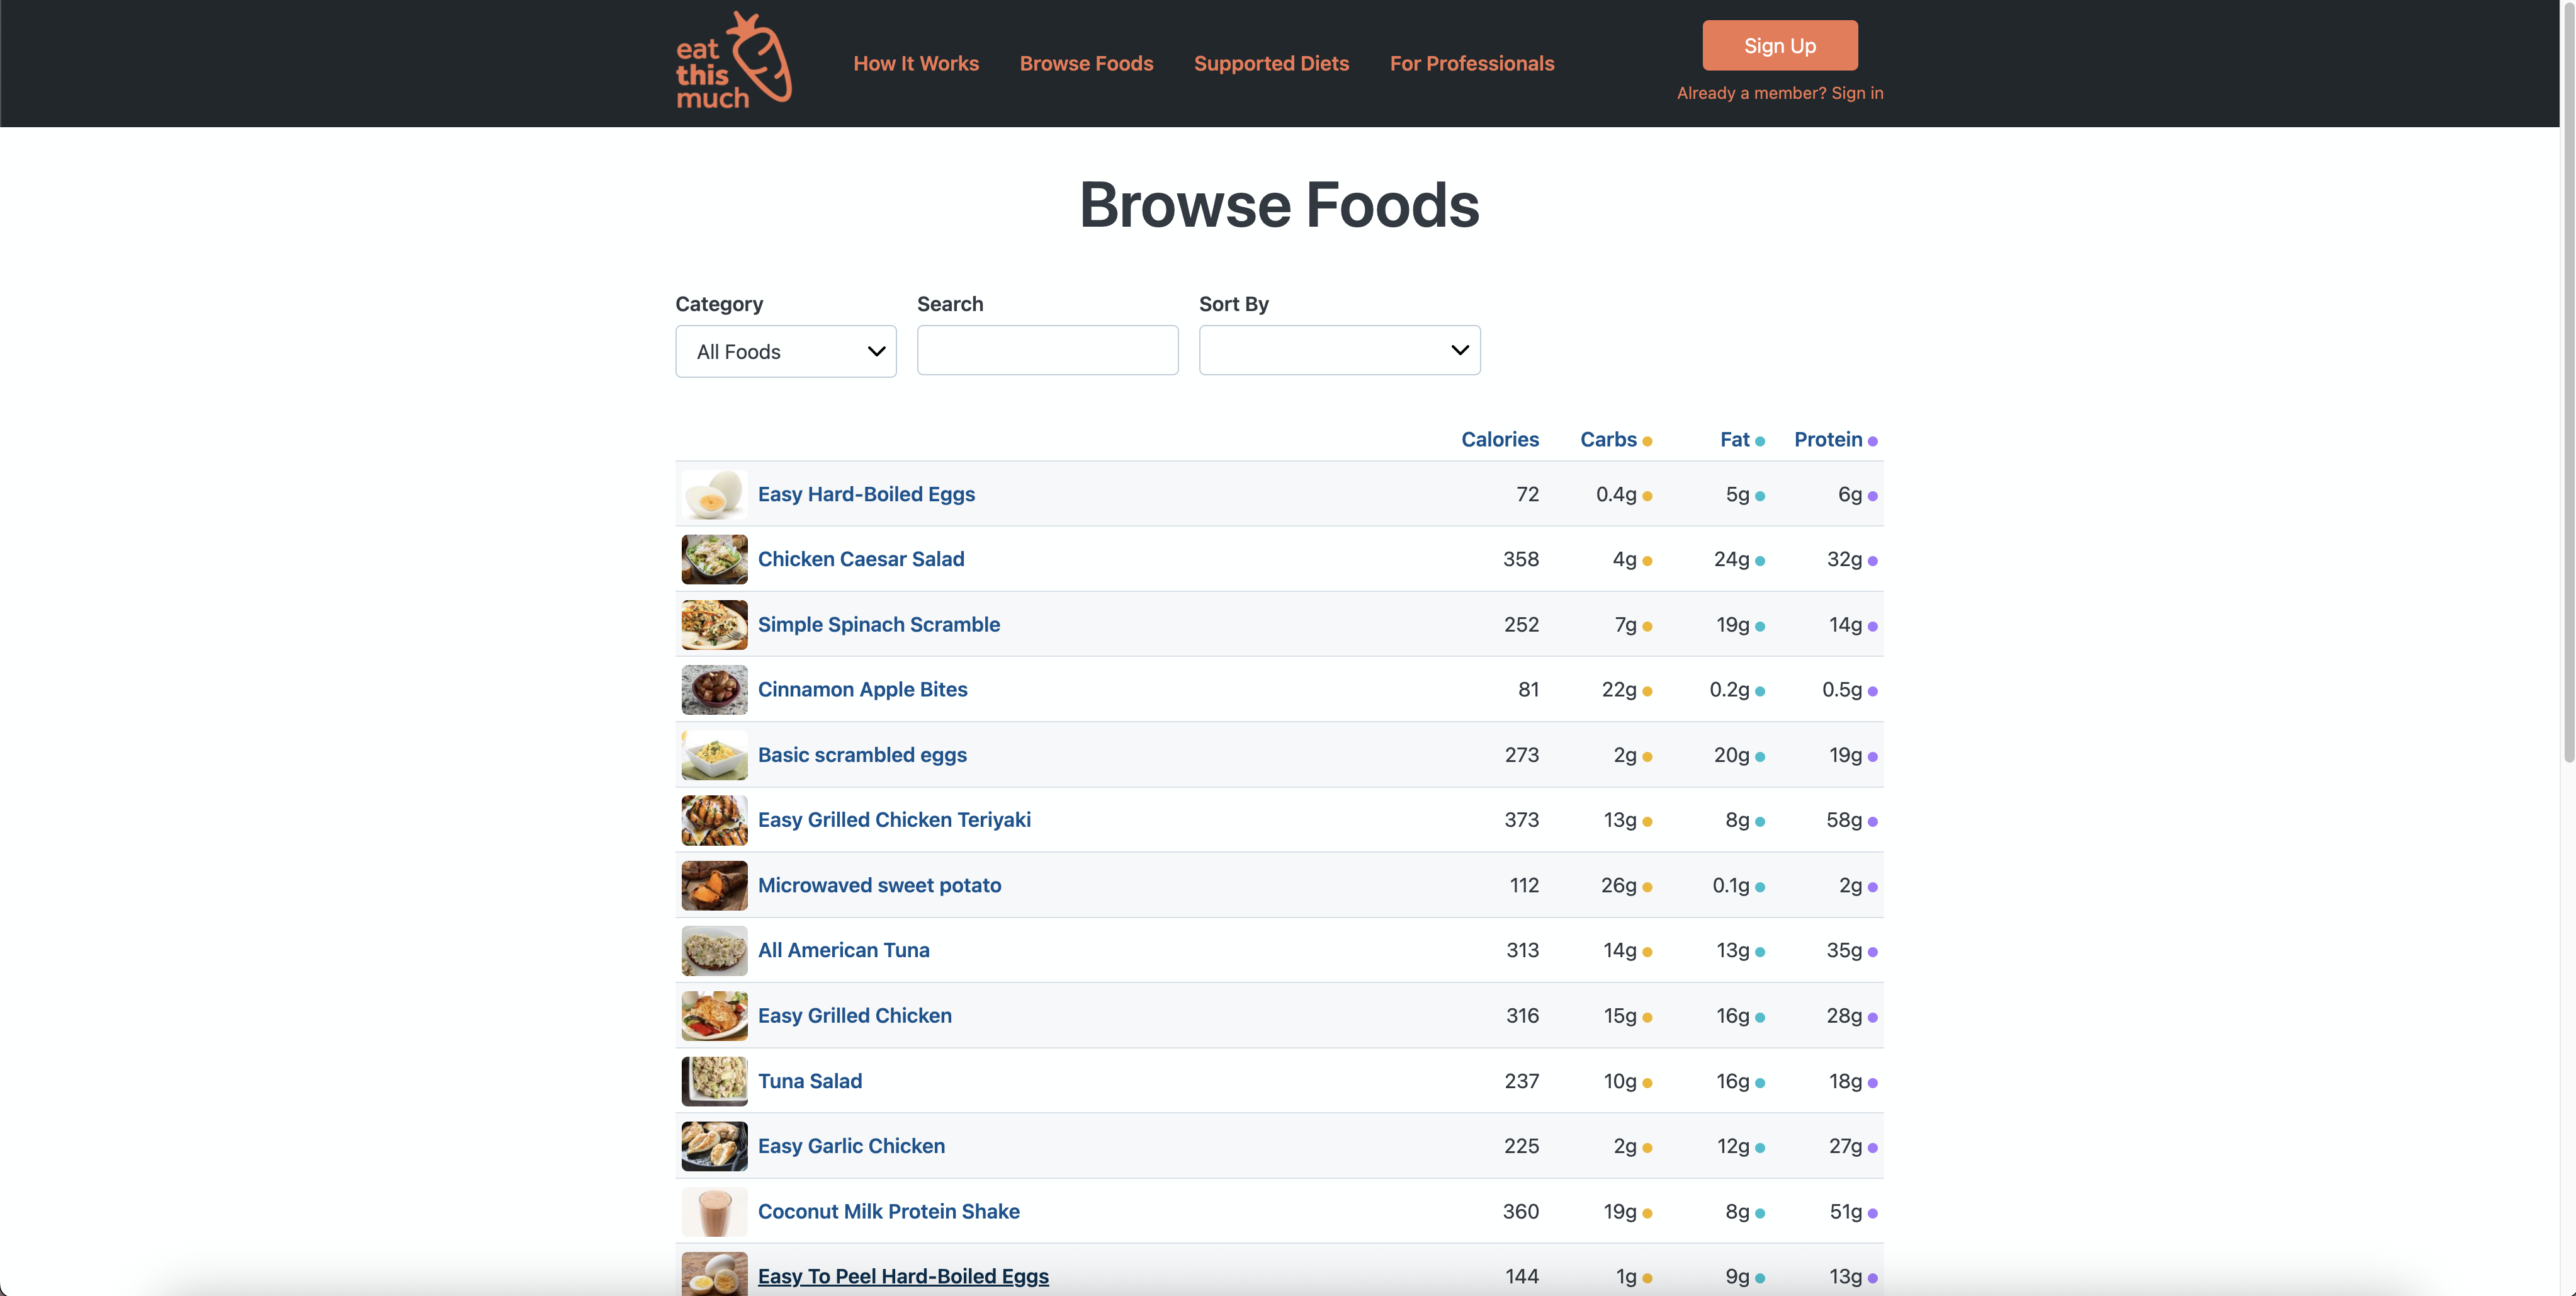 eat
this
much
How It Works
Browse Foods
Supported Diets
For Professionals
Sign Up
Already a member? Sign in
Browse Foods
Category
Search
Sort By
All Foods
Calories Carbs Fat Protein
Easy Hard-Boiled Eggs 72 0.4g 5g 6g
Chicken Caesar Salad 358 4g 24g 32g
Simple Spinach Scramble 252 7g 19g 14g
Cinnamon Apple Bites 81 22g 0.2g 0.5g
Basic scrambled eggs 273 2g 20g 19g
Easy Grilled Chicken Teriyaki 373 13g 8g 58g
Microwaved sweet potato 112 26g 0.1g 2g
All American Tuna 313 14g 13g 35g
Easy Grilled Chicken 316 15g 16g 28g
Tuna Salad 237 10g 16g 18g
Easy Garlic Chicken 225 2g 12g 27g
Coconut Milk Protein Shake 360 19g 8g 51g
Easy To Peel Hard-Boiled Eggs 144 1g 9g 13g